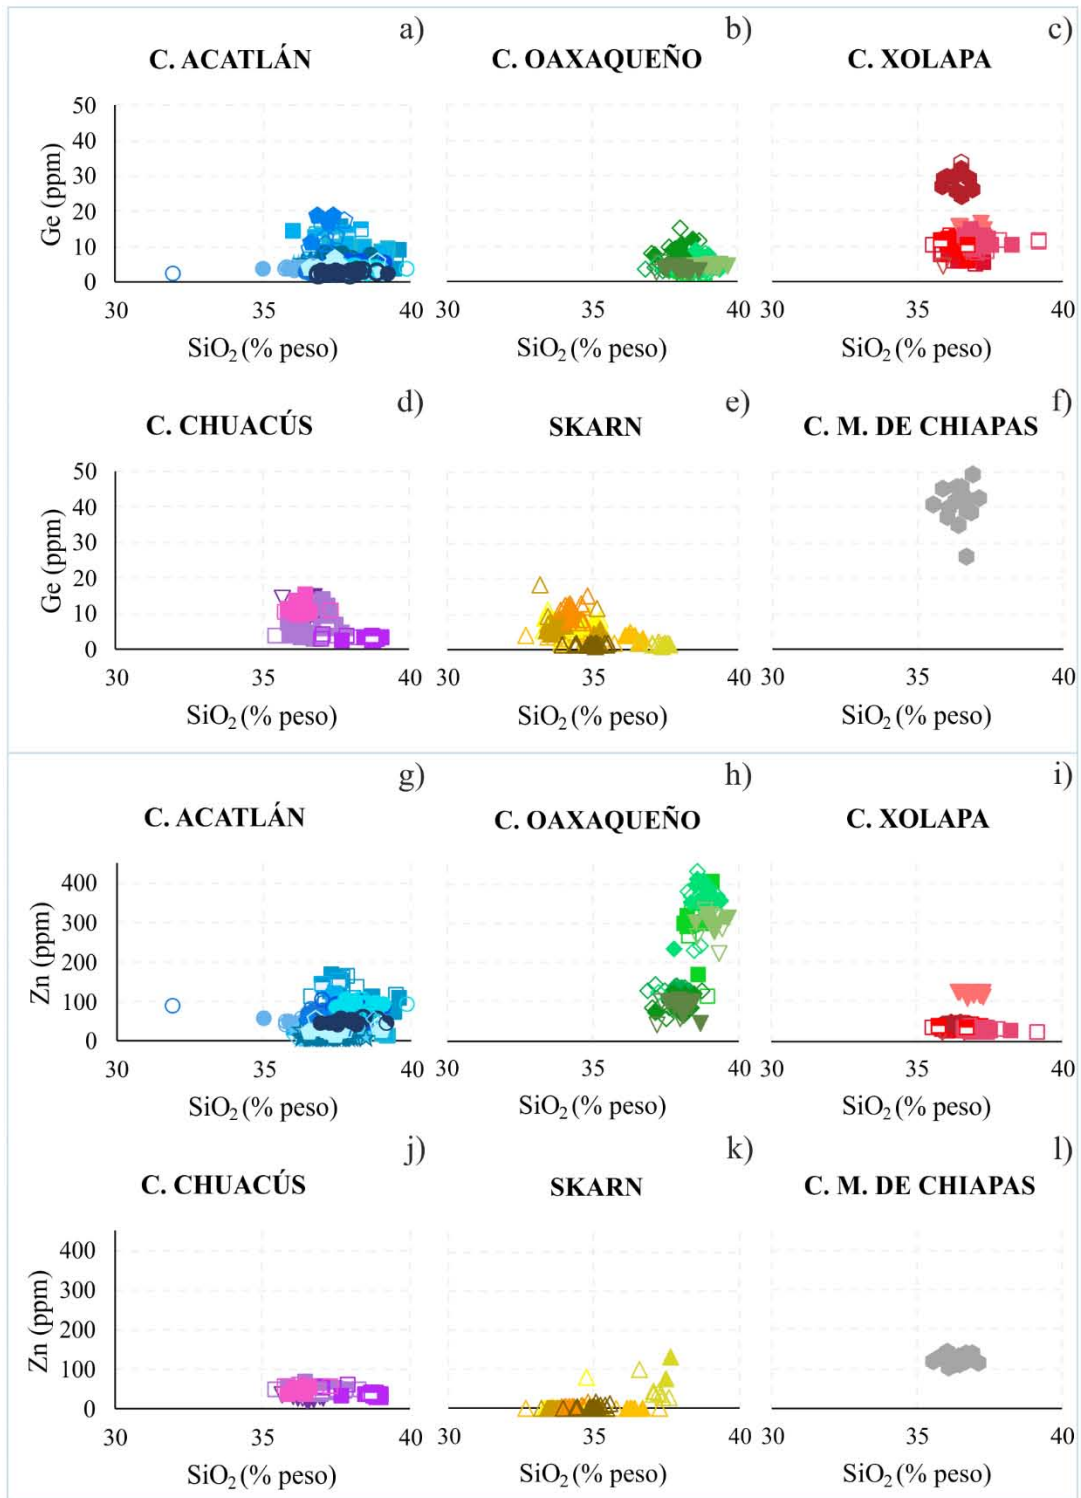 a) b) c)
C. ACATLÁN C. OAXAQUEÑO C. XOLAPA
50
40
30
20
10
0
Ge (ppm)
30 35 40 30 35 40 30 35 40
SiO₂ (% peso) SiO₂ (% peso) SiO₂ (% peso)
d) e) f)
C. CHUACÚS SKARN C. M. DE CHIAPAS
50
40
30
20
10
0
Ge (ppm)
30 35 40 30 35 40 30 35 40
SiO₂ (% peso) SiO₂ (% peso) SiO₂ (% peso)
g) h) i)
C. ACATLÁN C. OAXAQUEÑO C. XOLAPA
400
300
200
100
0
Zn (ppm)
30 35 40 30 35 40 30 35 40
SiO₂ (% peso) SiO₂ (% peso) SiO₂ (% peso)
j) k) l)
C. CHUACÚS SKARN C. M. DE CHIAPAS
400
300
200
100
0
Zn (ppm)
30 35 40 30 35 40 30 35 40
SiO₂ (% peso) SiO₂ (% peso) SiO₂ (% peso)